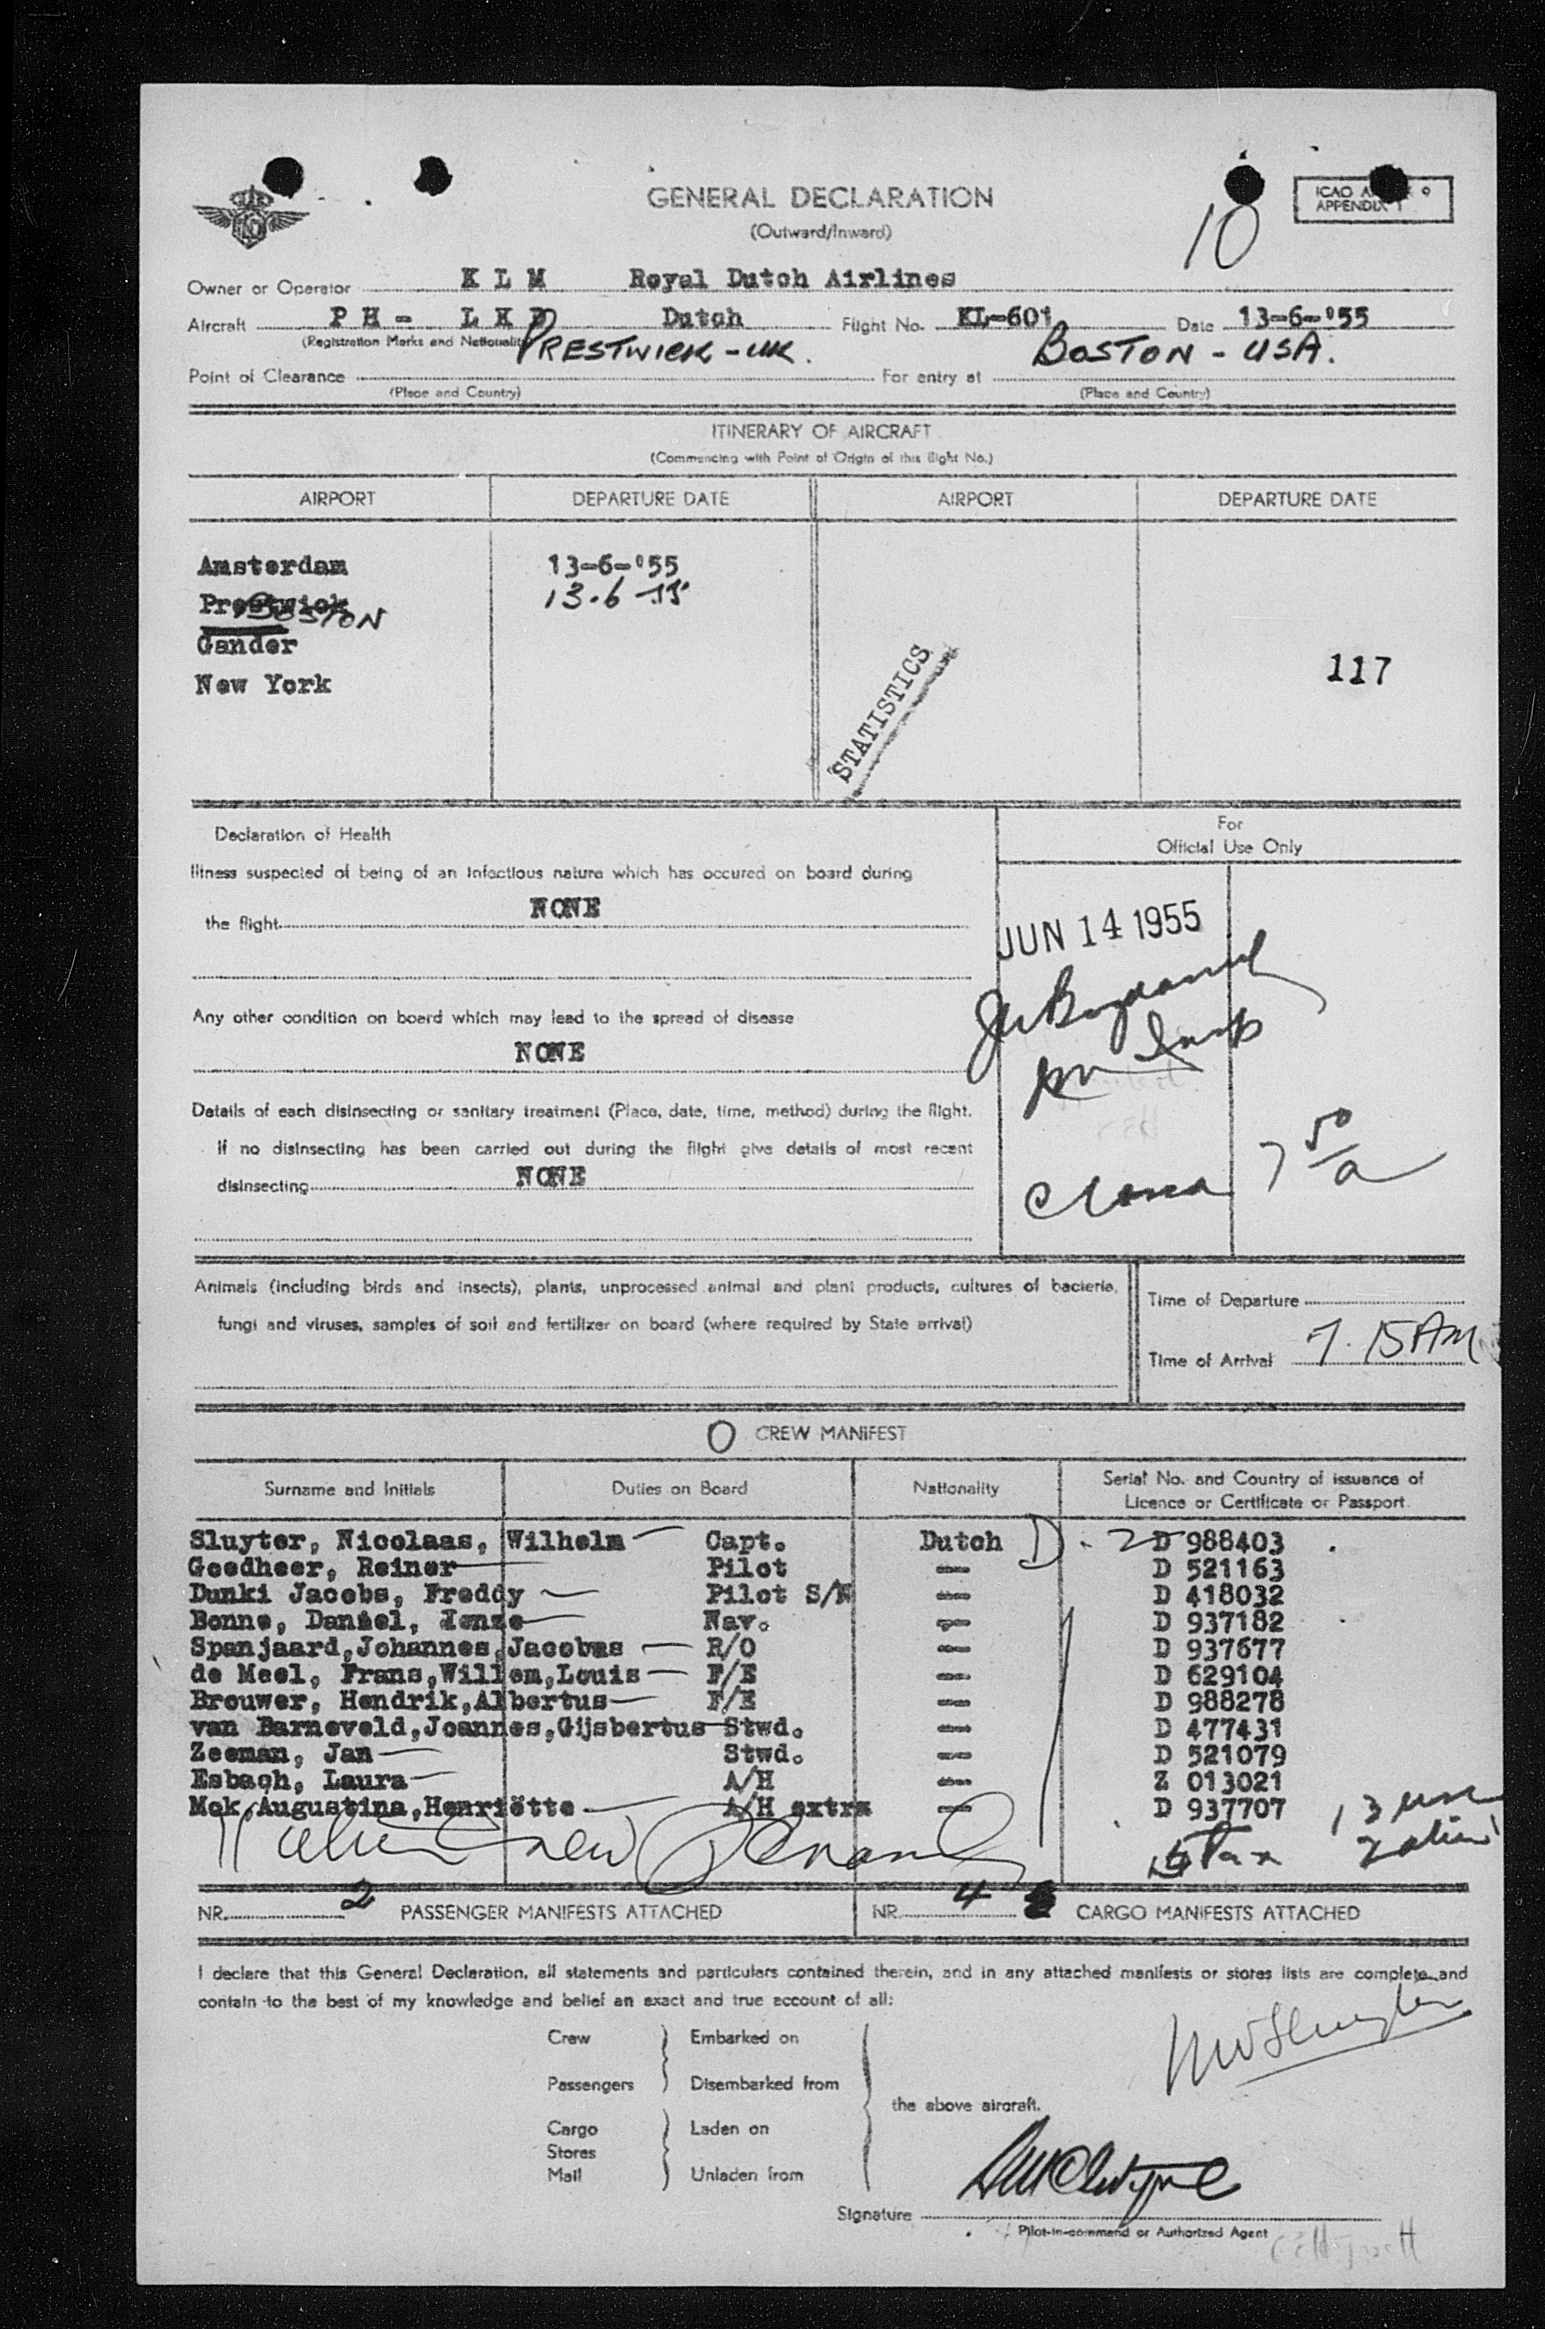 GENERAL DECLARATION
(Outward/Inward)
10
ICAO
APPENDIX 1
Owner or Operator K L M Royal Dutch Airlines
Aircraft P H - L K Dutch Flight No. KL-601 Date 13-6-'55
(Registration Marks and Nationality)
PRESTWICK - UK. BOSTON - USA.
Point of Clearance For entry at
(Place and Country) (Place and Country)
ITINERARY OF AIRCRAFT
(Commencing with Point of Origin of this flight No.)
AIRPORT DEPARTURE DATE AIRPORT DEPARTURE DATE
Amsterdam 13-6-'55
Prestwick 13.6-55
BOSTON
Gander
New York
117
STATISTICS
Declaration of Health
Illness suspected of being of an infectious nature which has occured on board during
the flight NONE
Any other condition on board which may lead to the spread of disease
NONE
Details of each disinsecting or sanitary treatment (Place, date, time, method) during the flight.
If no disinsecting has been carried out during the flight give details of most recent
disinsecting NONE
For
Official Use Only
JUN 14 1955
7 50/a
Animals (including birds and insects), plants, unprocessed animal and plant products, cultures of bacteria,
fungi and viruses, samples of soil and fertilizer on board (where required by State arrival)
Time of Departure
Time of Arrival 7.15 AM
CREW MANIFEST
Surname and Initials Duties on Board Nationality Serial No. and Country of issuance of
Licence or Certificate or Passport
Sluyter, Nicolaas, Wilhelm Capt. Dutch D-2 D 988403
Goedheer, Reiner Pilot - D 521163
Dunki Jacobs, Freddy Pilot S/N - D 418032
Bonne, Daniel, Nav. - D 937182
Spanjaard,Johannes,Jacobus R/O - D 937677
de Meel, Frans,Willem,Louis F/E - D 629104
Brouwer, Hendrik,Albertus F/E - D 988278
van Barneveld,Joannes,Gijsbertus Stwd. - D 477431
Zeeman, Jan Stwd. - D 521079
Esbach, Laura A/H - Z 013021
Mok,Augustina,Henriëtte A/H extra - D 937707
NR. 2 PASSENGER MANIFESTS ATTACHED NR. 4 CARGO MANIFESTS ATTACHED
I declare that this General Declaration, all statements and particulars contained therein, and in any attached manifests or stores lists are complete and
contain to the best of my knowledge and belief an exact and true account of all:
Crew Embarked on
Passengers Disembarked from
the above aircraft.
Cargo Laden on
Stores
Mail Unladen from
Signature
Pilot-in-command or Authorized Agent